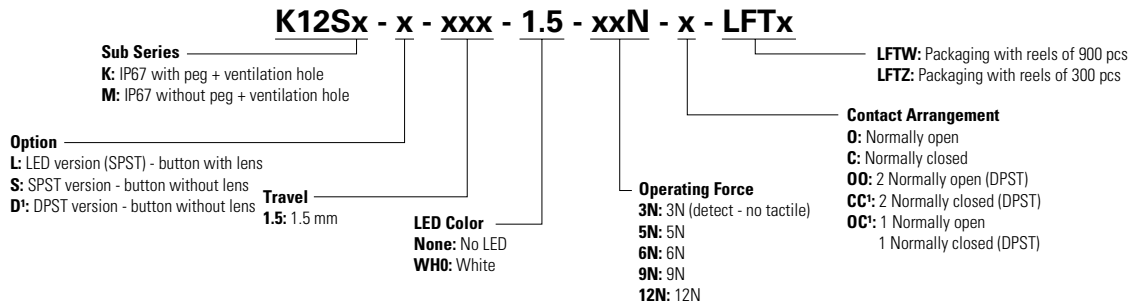 K12Sx - x - xxx - 1.5 - xxN - x - LFTx
Sub Series
K: IP67 with peg + ventilation hole
M: IP67 without peg + ventilation hole
Option
L: LED version (SPST) - button with lens
S: SPST version - button without lens
D¹: DPST version - button without lens
Travel
1.5: 1.5 mm
LED Color
None: No LED
WH0: White
Operating Force
3N: 3N (detect - no tactile)
5N: 5N
6N: 6N
9N: 9N
12N: 12N
Contact Arrangement
O: Normally open
C: Normally closed
OO: 2 Normally open (DPST)
CC¹: 2 Normally closed (DPST)
OC¹: 1 Normally open
1 Normally closed (DPST)
LFTW: Packaging with reels of 900 pcs
LFTZ: Packaging with reels of 300 pcs